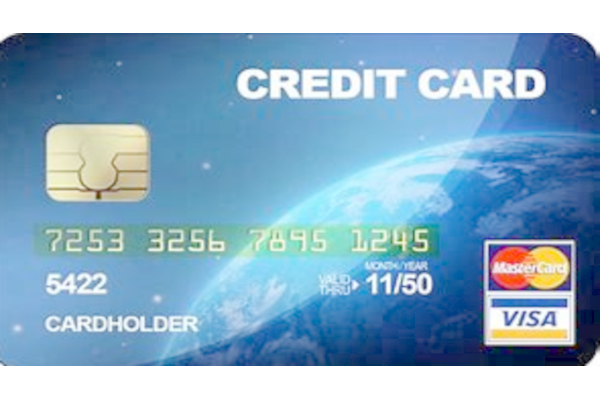 CREDIT CARD
7253 3256 7895 1245
5422
MONTH/YEAR
VALID THRU 11/50
CARDHOLDER
MasterCard
VISA